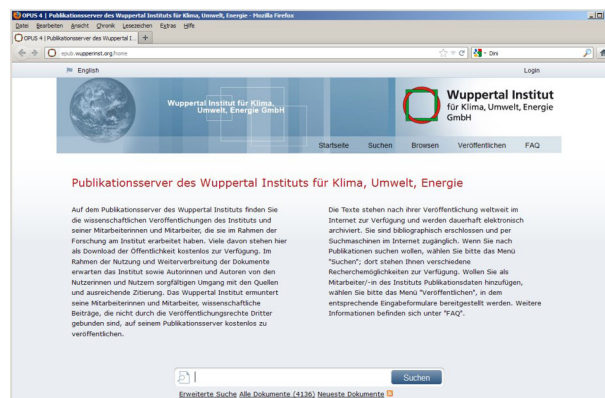 OPUS 4 | Publikationsserver des Wuppertal Instituts für Klima, Umwelt, Energie - Mozilla Firefox
Datei Bearbeiten Ansicht Chronik Lesezeichen Extras Hilfe
OPUS 4 | Publikationsserver des Wuppertal I... +
epub.wupperinst.org/home
Dini
English
Login
Wuppertal Institut für Klima,
Umwelt, Energie GmbH
Wuppertal Institut
für Klima, Umwelt, Energie
GmbH
Startseite Suchen Browsen Veröffentlichen FAQ
Publikationsserver des Wuppertal Instituts für Klima, Umwelt, Energie
Auf dem Publikationsserver des Wuppertal Instituts finden Sie
die wissenschaftlichen Veröffentlichungen des Instituts und
seiner Mitarbeiterinnen und Mitarbeiter, die sie im Rahmen der
Forschung am Institut erarbeitet haben. Viele davon stehen hier
als Download der Öffentlichkeit kostenlos zur Verfügung. Im
Rahmen der Nutzung und Weiterverbreitung der Dokumente
erwarten das Institut sowie Autorinnen und Autoren von den
Nutzerinnen und Nutzern sorgfältigen Umgang mit den Quellen
und ausreichende Zitierung. Das Wuppertal Institut ermuntert
seine Mitarbeiterinnen und Mitarbeiter, wissenschaftliche
Beiträge, die nicht durch die Veröffentlichungsrechte Dritter
gebunden sind, auf seinem Publikationsserver kostenlos zu
veröffentlichen.
Die Texte stehen nach ihrer Veröffentlichung weltweit im
Internet zur Verfügung und werden dauerhaft elektronisch
archiviert. Sie sind bibliographisch erschlossen und per
Suchmaschinen im Internet zugänglich. Wenn Sie nach
Publikationen suchen wollen, wählen Sie bitte das Menü
"Suchen"; dort stehen Ihnen verschiedene
Recherchemöglichkeiten zur Verfügung. Wollen Sie als
Mitarbeiter/-in des Instituts Publikationsdaten hinzufügen,
wählen Sie bitte das Menü "Veröffentlichen", in dem
entsprechende Eingabeformulare bereitgestellt werden. Weitere
Informationen befinden sich unter "FAQ".
Suchen
Erweiterte Suche Alle Dokumente (4136) Neueste Dokumente